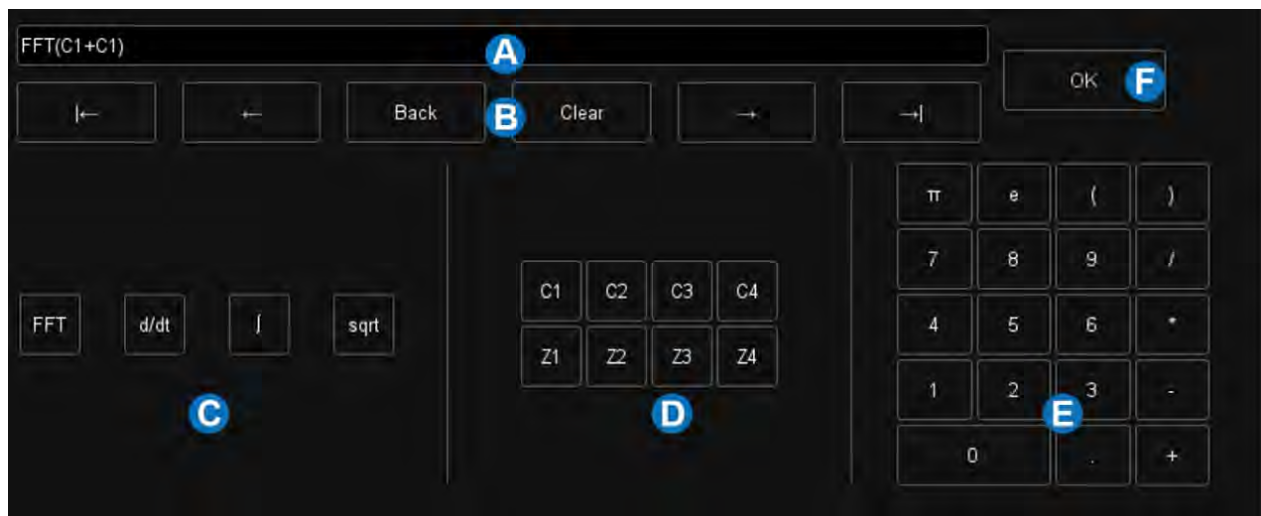 FFT(C1+C1)
A
OK
F
|← ← Back B Clear → →|
π e ( )
7 8 9 /
C1 C2 C3 C4
FFT d/dt ∫ sqrt
4 5 6 *
Z1 Z2 Z3 Z4
1 2 3 -
C
D
E
0 . +